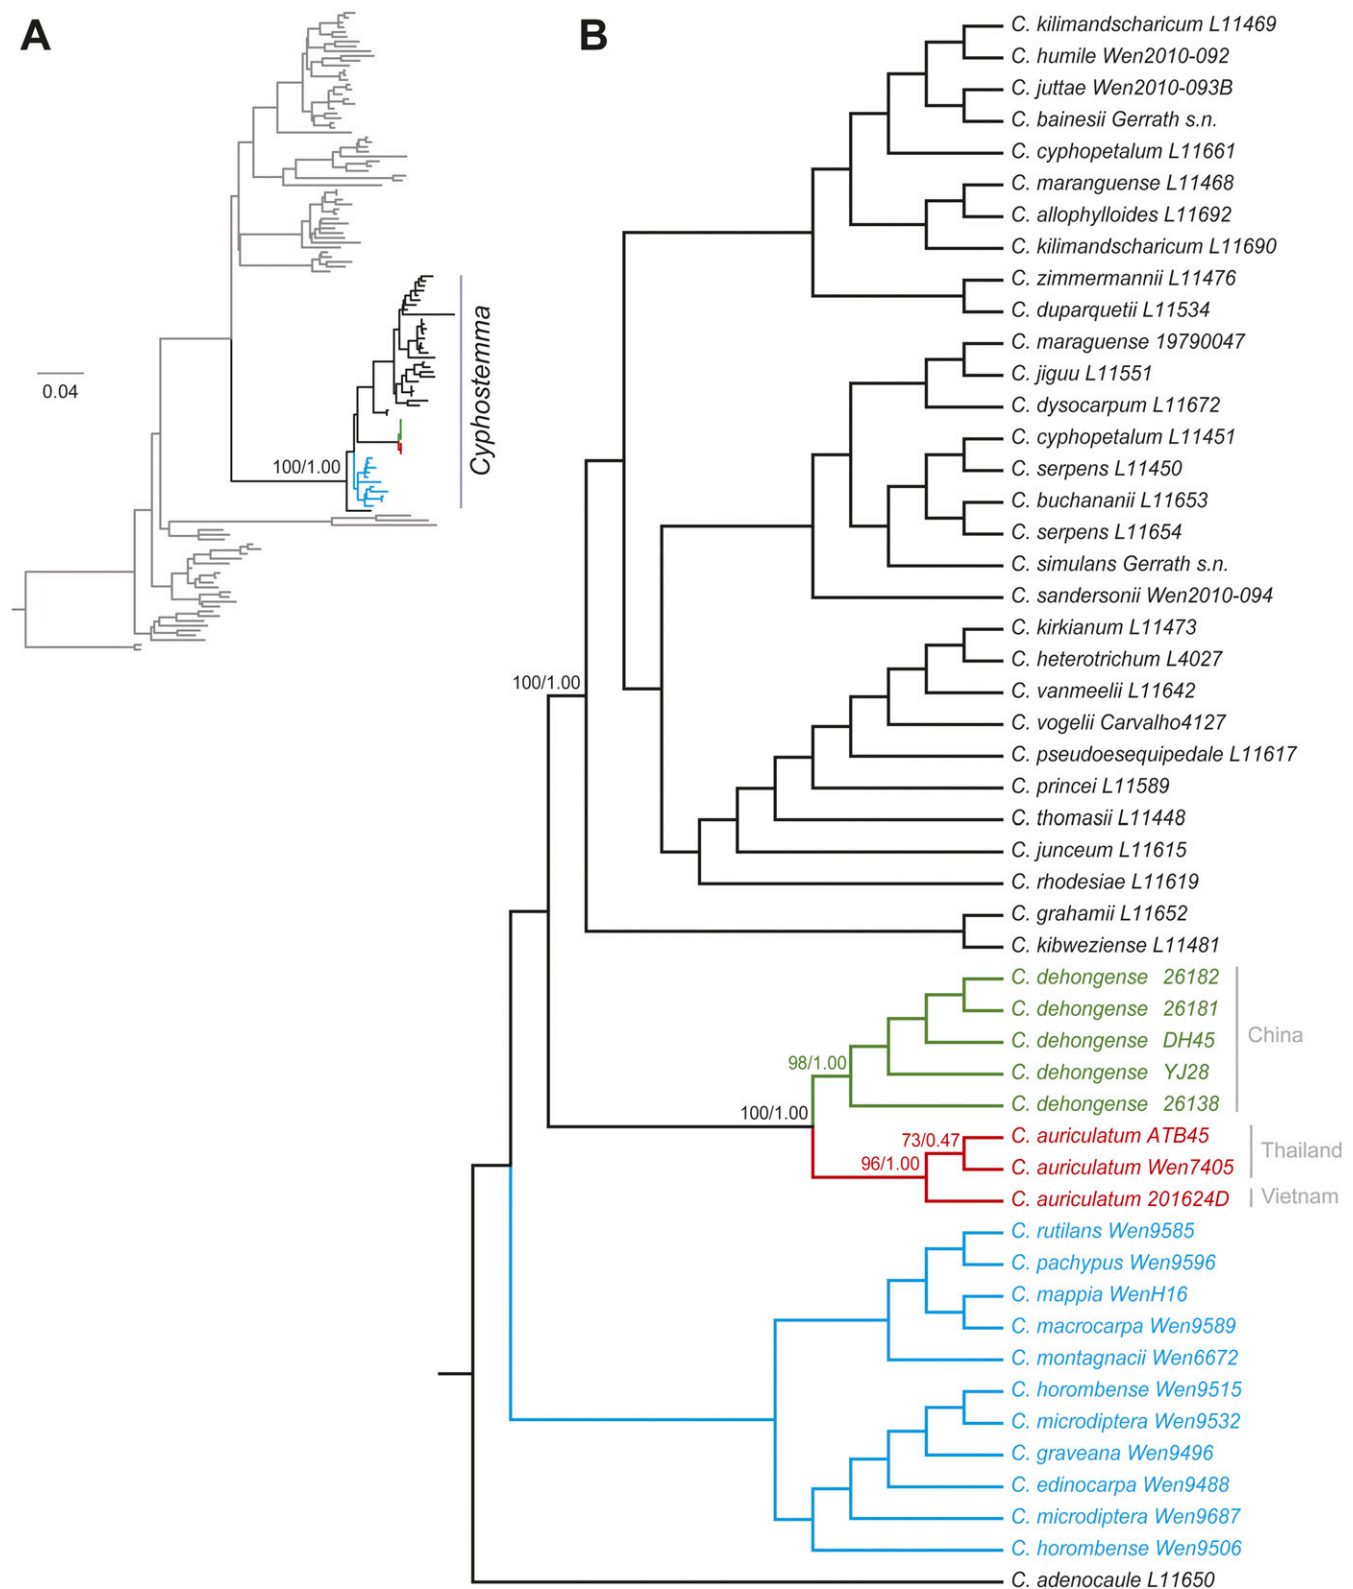 A
B
0.04
100/1.00
Cyphostemma
C. kilimandscharicum L11469
C. humile Wen2010-092
C. juttae Wen2010-093B
C. bainesii Gerrath s.n.
C. cyphopetalum L11661
C. maranguense L11468
C. allophylloides L11692
C. kilimandscharicum L11690
C. zimmermannii L11476
C. duparquetii L11534
C. maraguense 19790047
C. jiguu L11551
C. dysocarpum L11672
C. cyphopetalum L11451
C. serpens L11450
C. buchananii L11653
C. serpens L11654
C. simulans Gerrath s.n.
C. sandersonii Wen2010-094
C. kirkianum L11473
C. heterotrichum L4027
100/1.00
C. vanmeelii L11642
C. vogelii Carvalho4127
C. pseudoesequipedale L11617
C. princei L11589
C. thomasii L11448
C. junceum L11615
C. rhodesiae L11619
C. grahamii L11652
C. kibweziense L11481
C. dehongense 26182
C. dehongense 26181
China
C. dehongense DH45
98/1.00
C. dehongense YJ28
C. dehongense 26138
100/1.00
C. auriculatum ATB45
73/0.47
Thailand
96/1.00
C. auriculatum Wen7405
C. auriculatum 201624D
Vietnam
C. rutilans Wen9585
C. pachypus Wen9596
C. mappia WenH16
C. macrocarpa Wen9589
C. montagnacii Wen6672
C. horombense Wen9515
C. microdiptera Wen9532
C. graveana Wen9496
C. edinocarpa Wen9488
C. microdiptera Wen9687
C. horombense Wen9506
C. adenocaule L11650